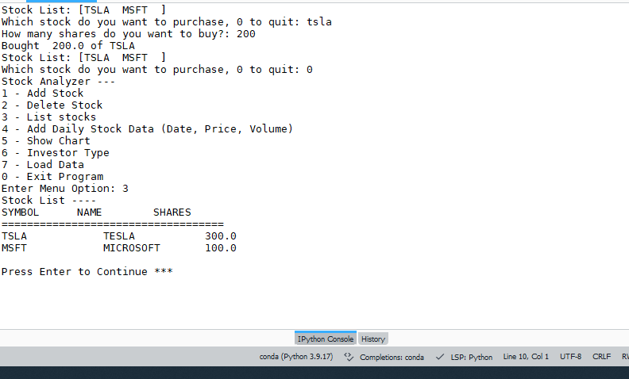 Stock List: [TSLA  MSFT  ]
Which stock do you want to purchase, 0 to quit: tsla
How many shares do you want to buy?: 200
Bought  200.0 of TSLA
Stock List: [TSLA  MSFT  ]
Which stock do you want to purchase, 0 to quit: 0
Stock Analyzer ---
1 - Add Stock
2 - Delete Stock
3 - List stocks
4 - Add Daily Stock Data (Date, Price, Volume)
5 - Show Chart
6 - Investor Type
7 - Load Data
0 - Exit Program
Enter Menu Option: 3
Stock List ----
SYMBOL      NAME        SHARES
===================================
TSLA            TESLA           300.0
MSFT            MICROSOFT       100.0
Press Enter to Continue ***
IPython Console  History
conda (Python 3.9.17)  Completions: conda  LSP: Python  Line 10, Col 1  UTF-8  CRLF